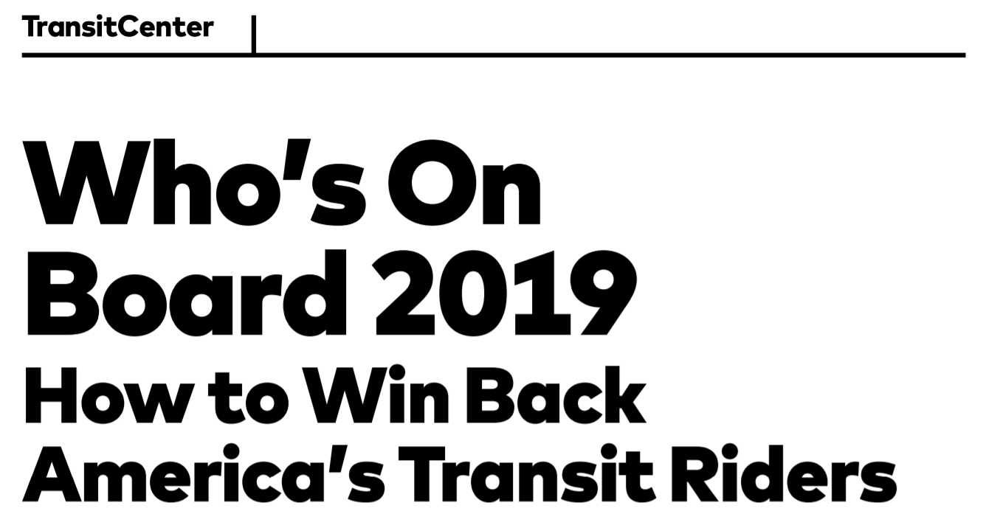 TransitCenter
Who’s On
Board 2019
How to Win Back
America’s Transit Riders